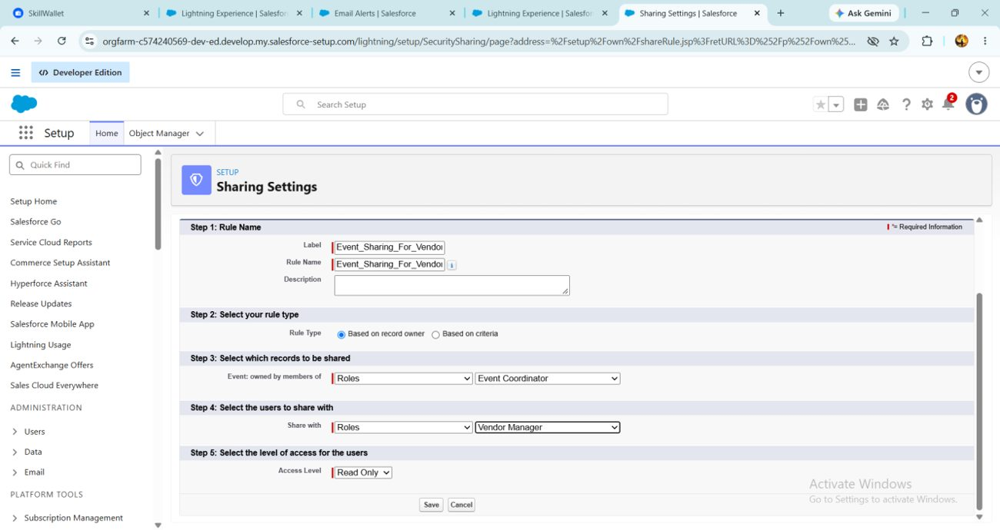 SkillWallet
Lightning Experience | Salesfor
Email Alerts | Salesforce
Lightning Experience | Salesfor
Sharing Settings | Salesforce
Ask Gemini
orgfarm-c574240569-dev-ed.develop.my.salesforce-setup.com/lightning/setup/SecuritySharing/page?address=%2Fsetup%2Fown%2FshareRule.jsp%3FretURL%3D%252Fp%252Fown%...
Developer Edition
Search Setup
2
Setup
Home
Object Manager
Quick Find
Setup Home
Salesforce Go
Service Cloud Reports
Commerce Setup Assistant
Hyperforce Assistant
Release Updates
Salesforce Mobile App
Lightning Usage
AgentExchange Offers
Sales Cloud Everywhere
ADMINISTRATION
Users
Data
Email
PLATFORM TOOLS
Subscription Management
SETUP
Sharing Settings
Step 1: Rule Name
= Required Information
Label
Event_Sharing_For_Vendor
Rule Name
Event_Sharing_For_Vendor
i
Description
Step 2: Select your rule type
Rule Type
Based on record owner
Based on criteria
Step 3: Select which records to be shared
Event: owned by members of
Roles
Event Coordinator
Step 4: Select the users to share with
Share with
Roles
Vendor Manager
Step 5: Select the level of access for the users
Access Level
Read Only
Save
Cancel
Activate Windows
Go to Settings to activate Windows.